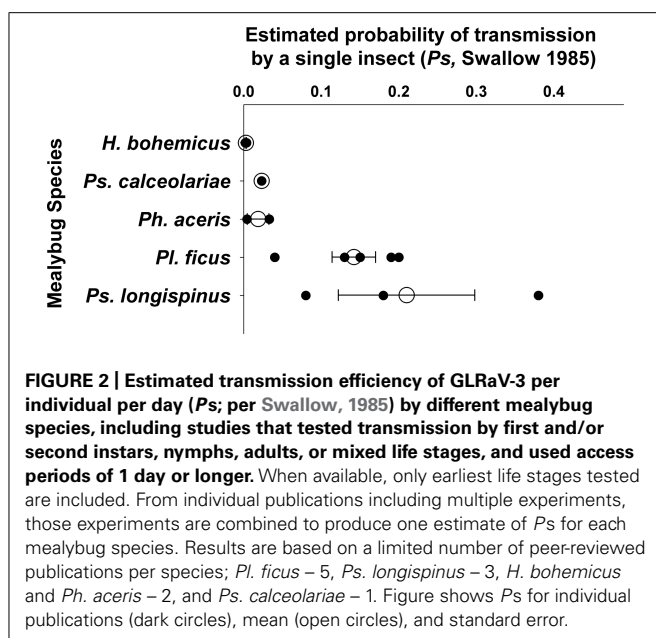 Estimated probability of transmission
by a single insect (Ps, Swallow 1985)
0.0 0.1 0.2 0.3 0.4
Mealybug Species
H. bohemicus
Ps. calceolariae
Ph. aceris
Pl. ficus
Ps. longispinus
FIGURE 2 | Estimated transmission efficiency of GLRaV-3 per
individual per day (Ps; per Swallow, 1985) by different mealybug
species, including studies that tested transmission by first and/or
second instars, nymphs, adults, or mixed life stages, and used access
periods of 1 day or longer. When available, only earliest life stages tested
are included. From individual publications including multiple experiments,
those experiments are combined to produce one estimate of Ps for each
mealybug species. Results are based on a limited number of peer-reviewed
publications per species; Pl. ficus – 5, Ps. longispinus – 3, H. bohemicus
and Ph. aceris – 2, and Ps. calceolariae – 1. Figure shows Ps for individual
publications (dark circles), mean (open circles), and standard error.